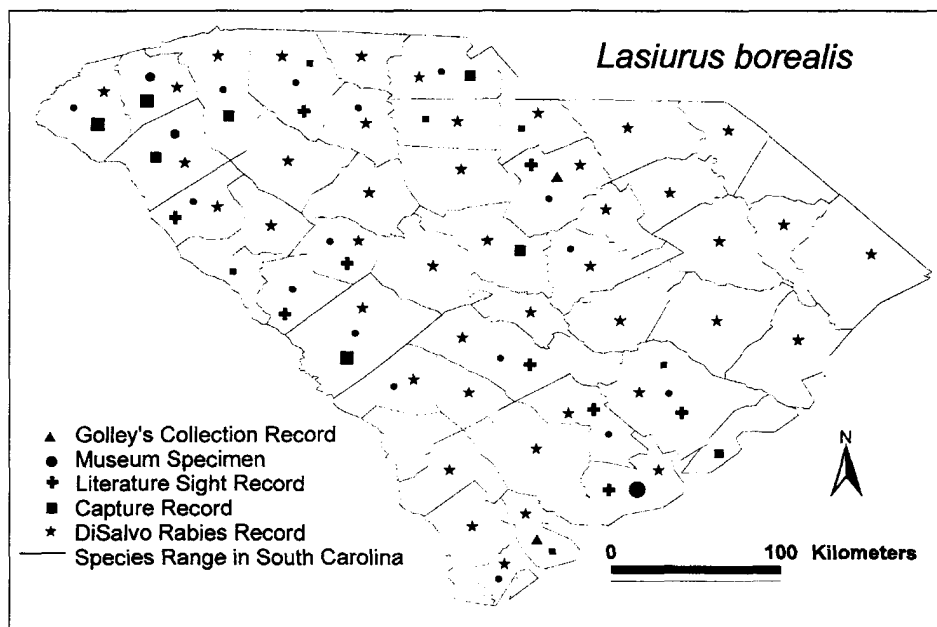 Lasiurus borealis
Golley's Collection Record
Museum Specimen
Literature Sight Record
Capture Record
DiSalvo Rabies Record
Species Range in South Carolina
N
0 100 Kilometers